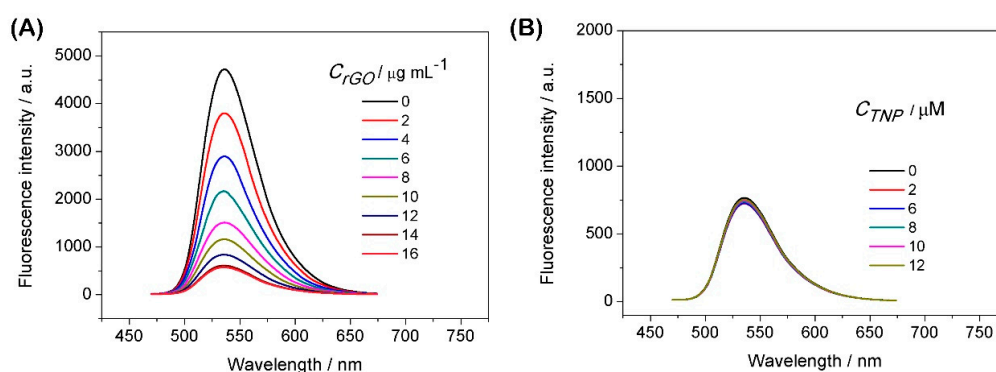 (A)
Fluorescence intensity / a.u.
5000
4000
3000
2000
1000
0
450 500 550 600 650 700 750
Wavelength / nm
C_rGO / μg mL⁻¹
0
2
4
6
8
10
12
14
16
(B)
Fluorescence intensity / a.u.
2000
1500
1000
500
0
450 500 550 600 650 700 750
Wavelength / nm
C_TNP / μM
0
2
6
8
10
12